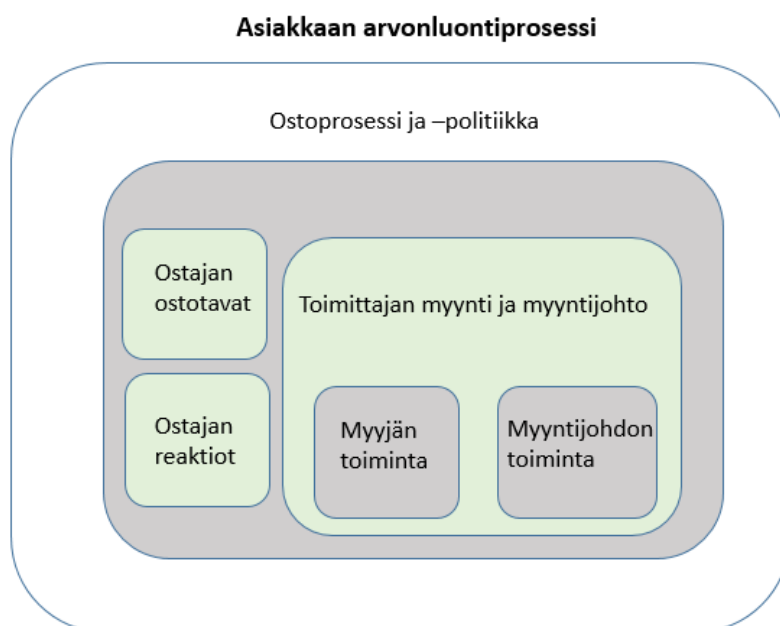 Asiakkaan arvonluontiprosessi
Ostoprosessi ja –politiikka
Ostajan
ostotavat
Toimittajan myynti ja myyntijohto
Ostajan
reaktiot
Myyjän
toiminta
Myyntijohdon
toiminta